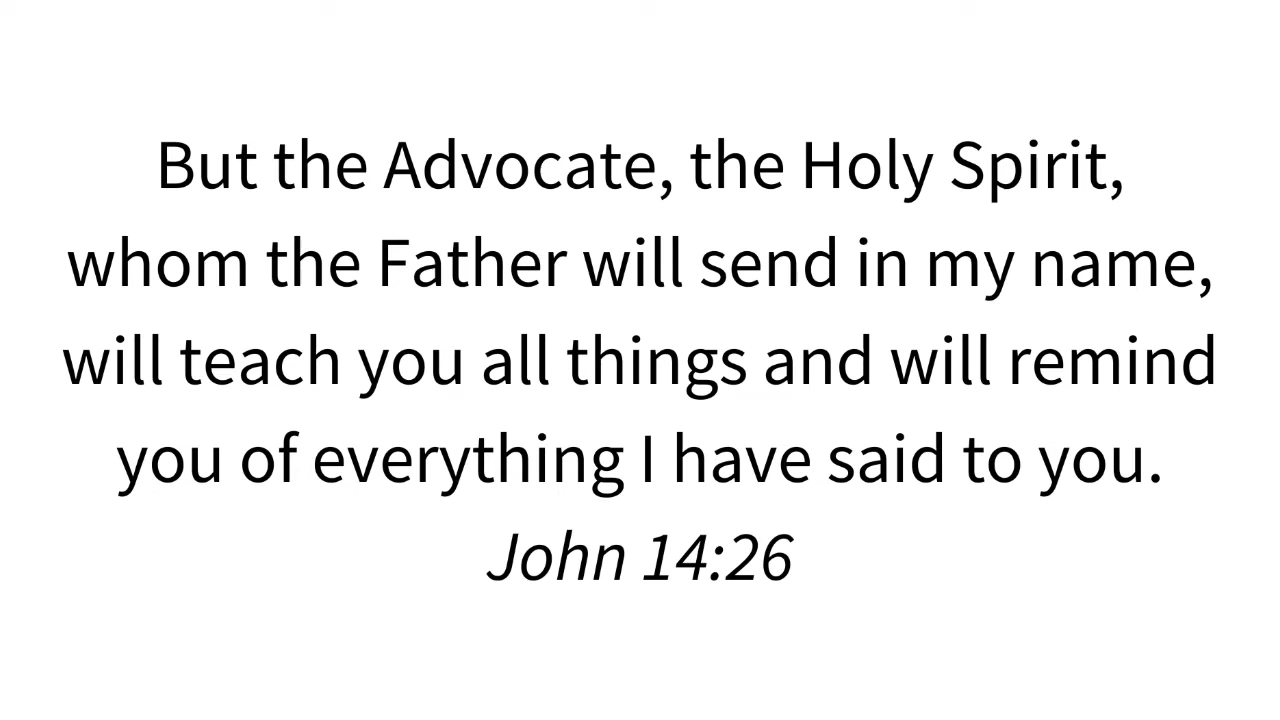 But the Advocate, the Holy Spirit,
whom the Father will send in my name,
will teach you all things and will remind
you of everything I have said to you.
John 14:26